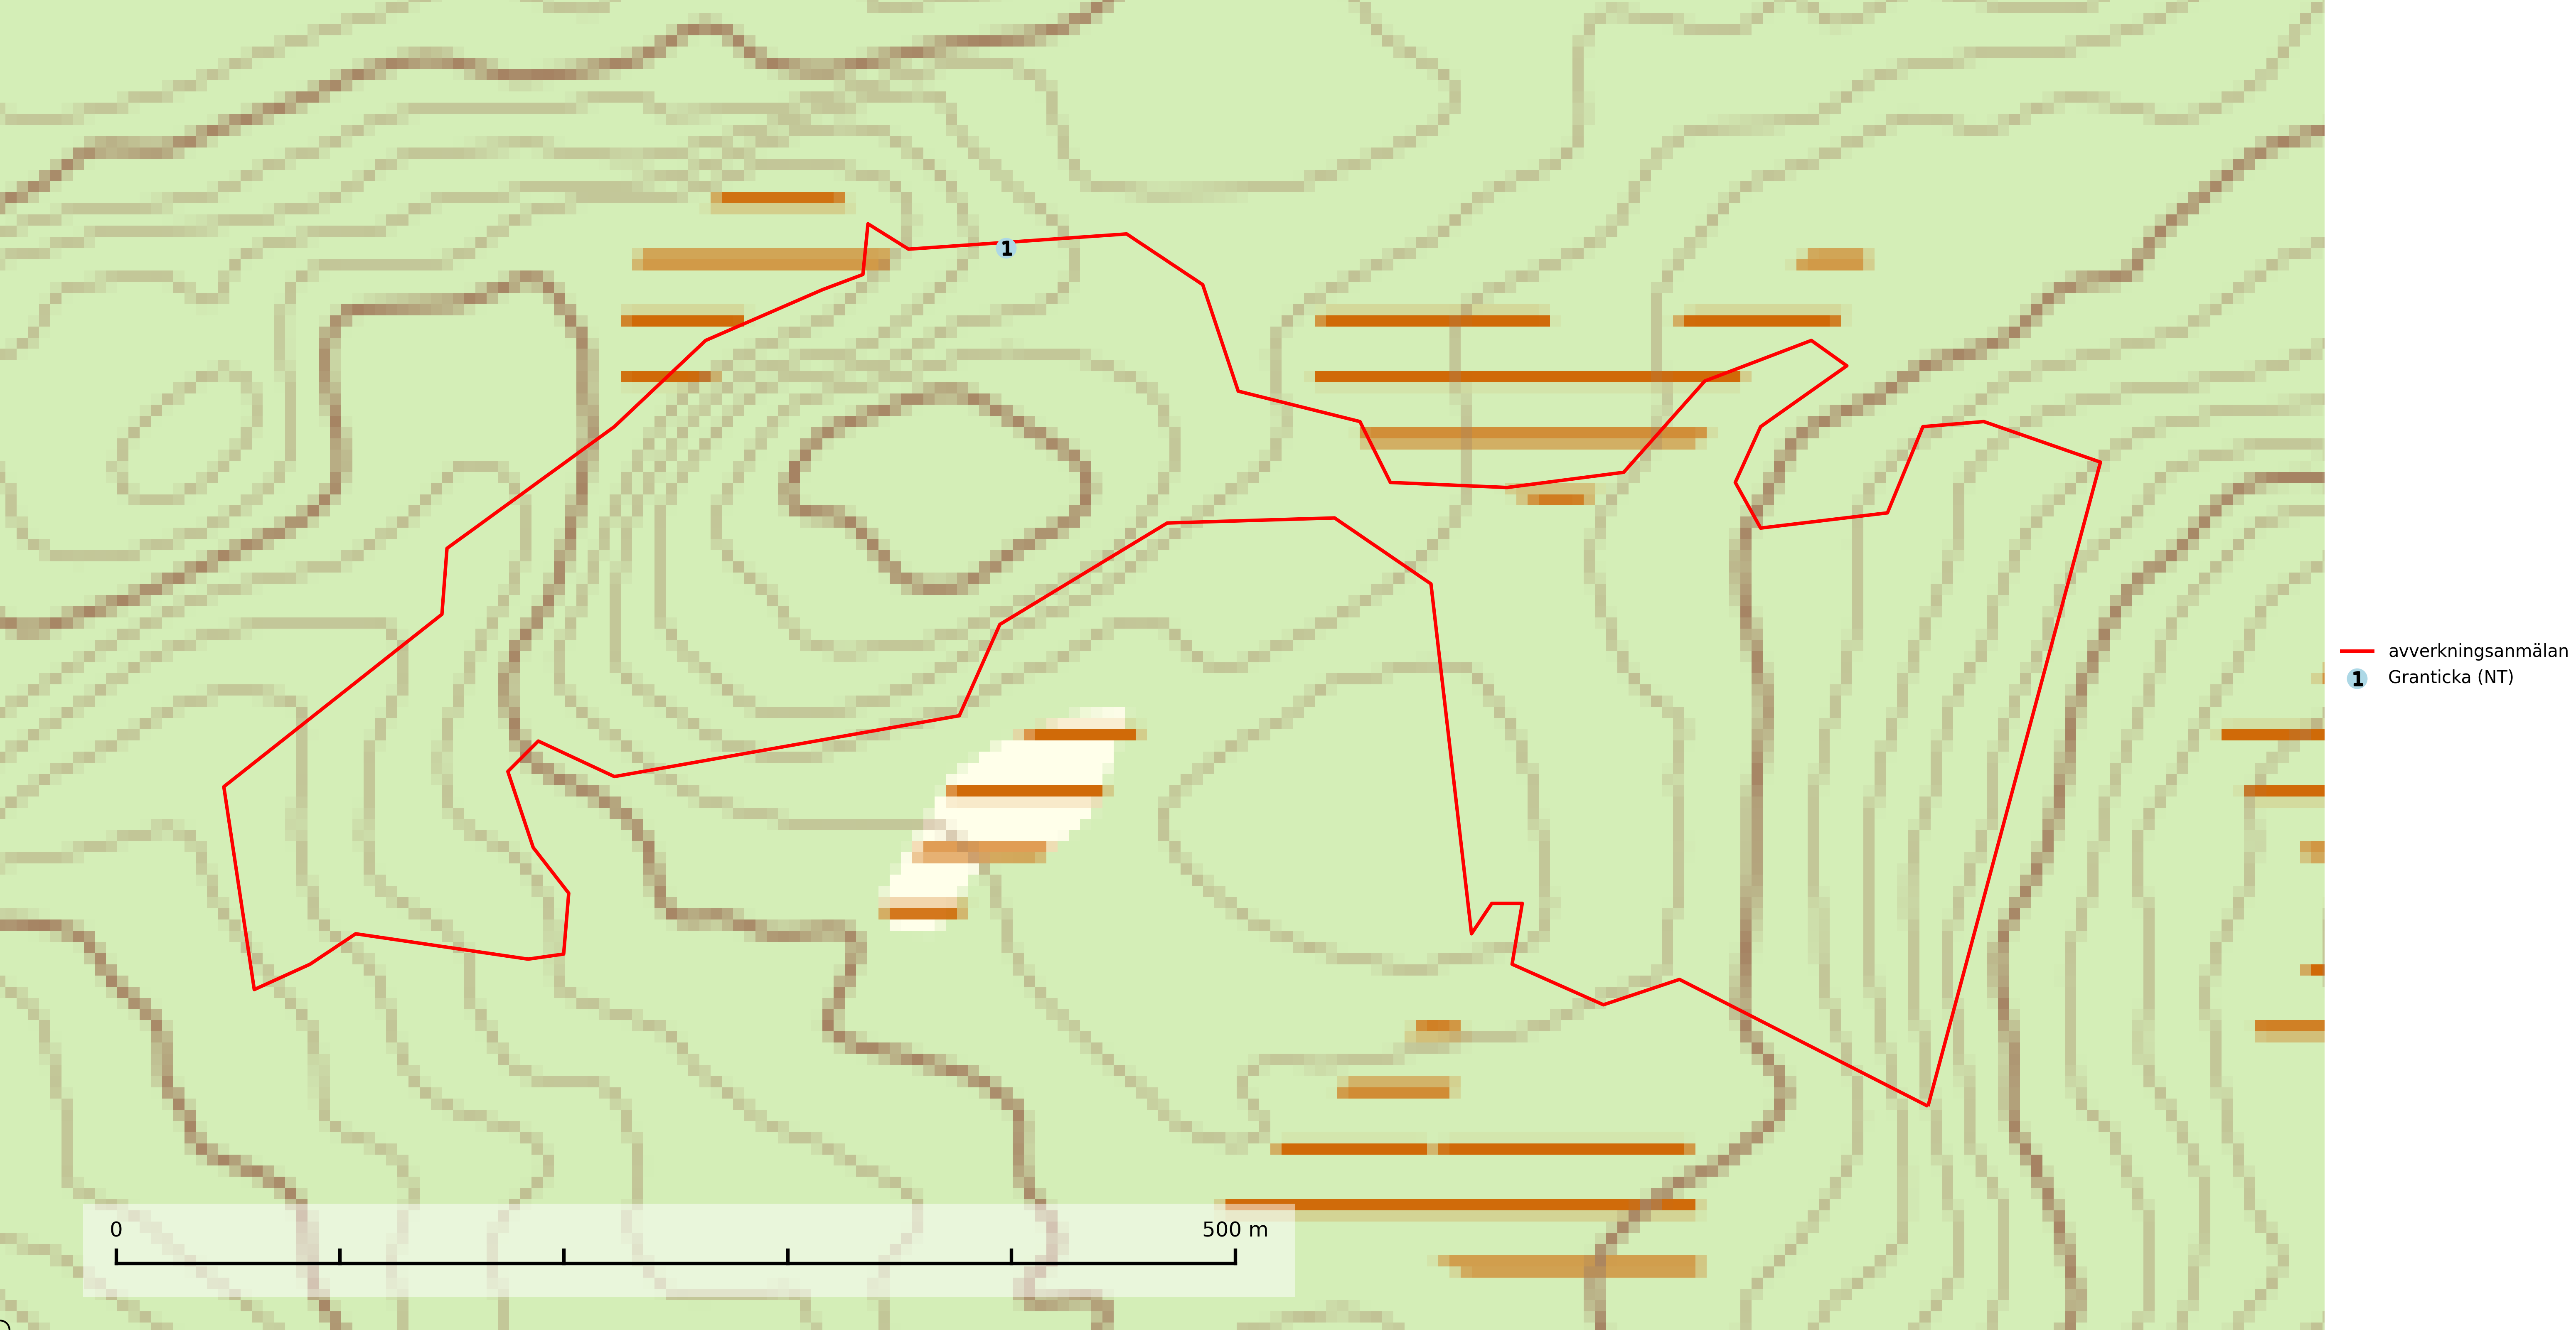 1
avverkningsanmälan
1 Granticka (NT)
0 500 m